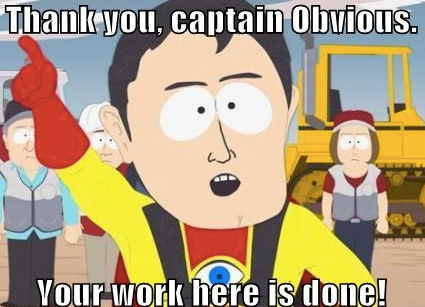 Thank you, captain Obvious.
Your work here is done!